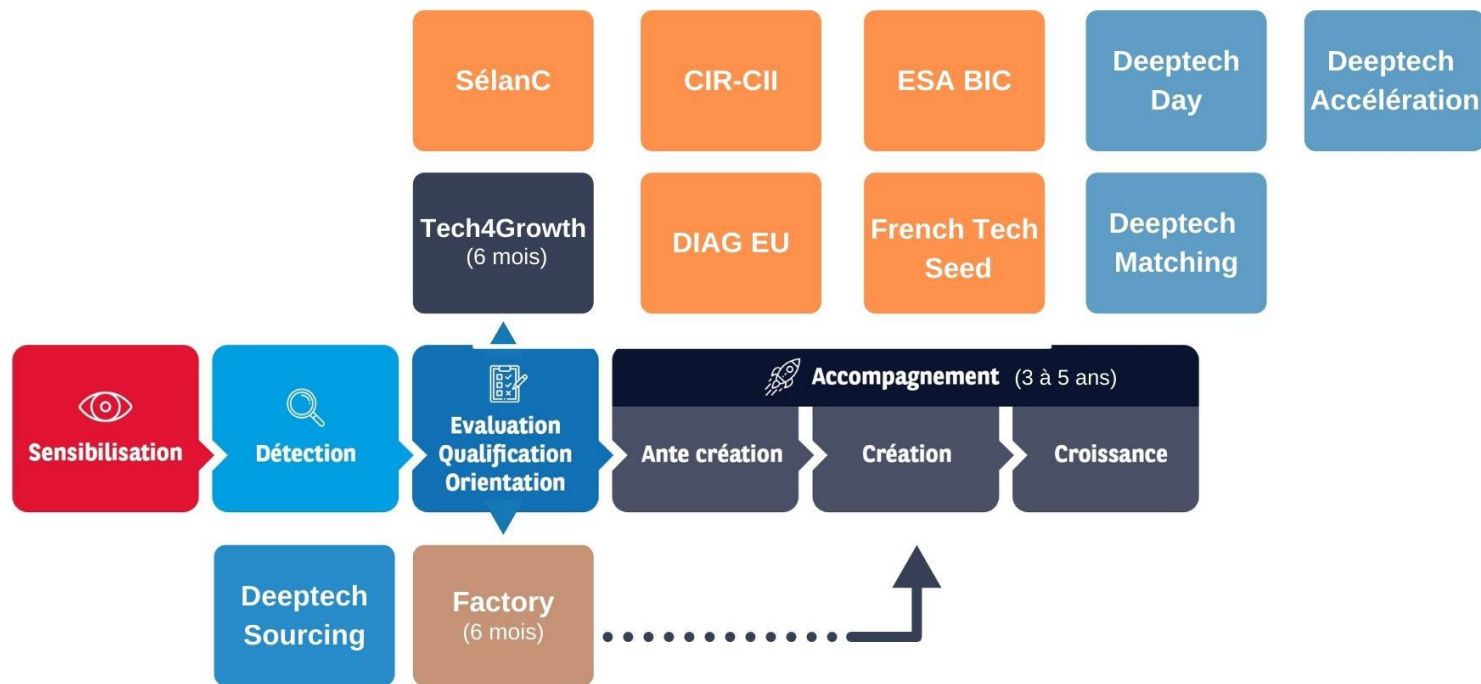 SélanC
CIR-CII
ESA BIC
Deeptech
Day
Deeptech
Accélération
Tech4Growth
(6 mois)
DIAG EU
French Tech
Seed
Deeptech
Matching
Sensibilisation
Détection
Evaluation
Qualification
Orientation
Accompagnement (3 à 5 ans)
Ante création
Création
Croissance
Deeptech
Sourcing
Factory
(6 mois)